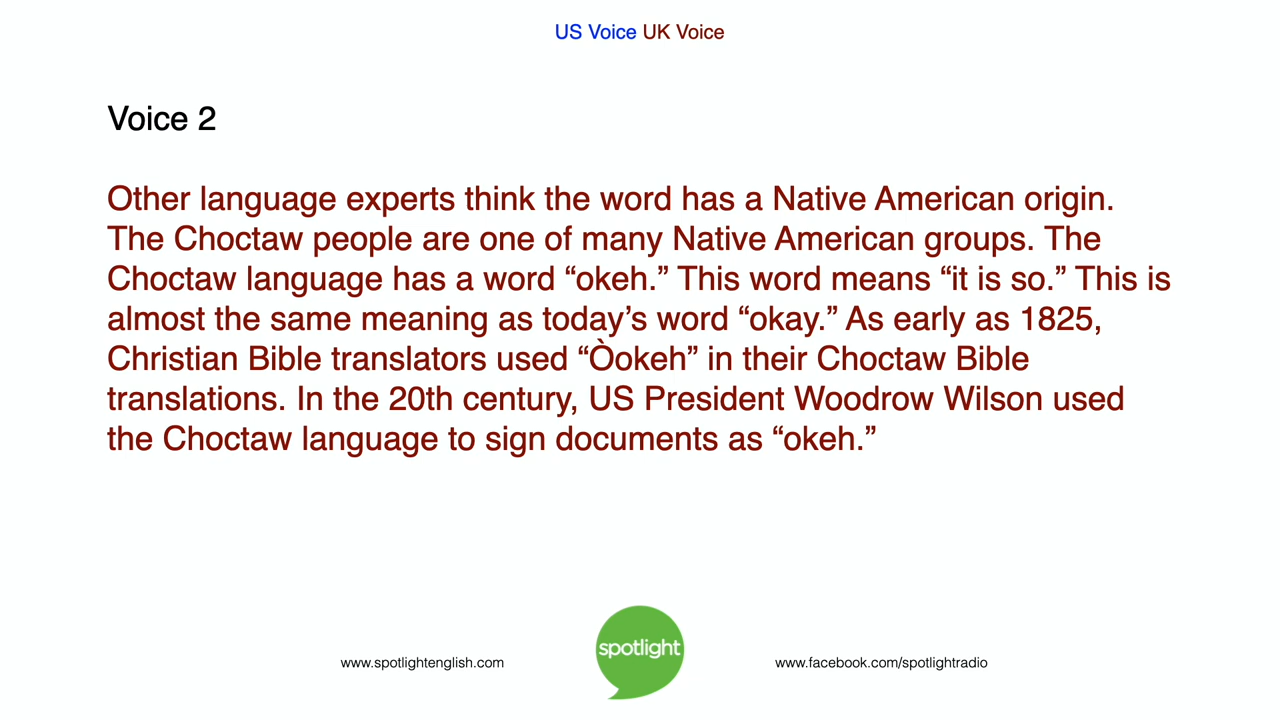 US Voice UK Voice
Voice 2
Other language experts think the word has a Native American origin.
The Choctaw people are one of many Native American groups. The
Choctaw language has a word “okeh.” This word means “it is so.” This is
almost the same meaning as today’s word “okay.” As early as 1825,
Christian Bible translators used “Òokeh” in their Choctaw Bible
translations. In the 20th century, US President Woodrow Wilson used
the Choctaw language to sign documents as “okeh.”
www.spotlightenglish.com
spotlight
www.facebook.com/spotlightradio